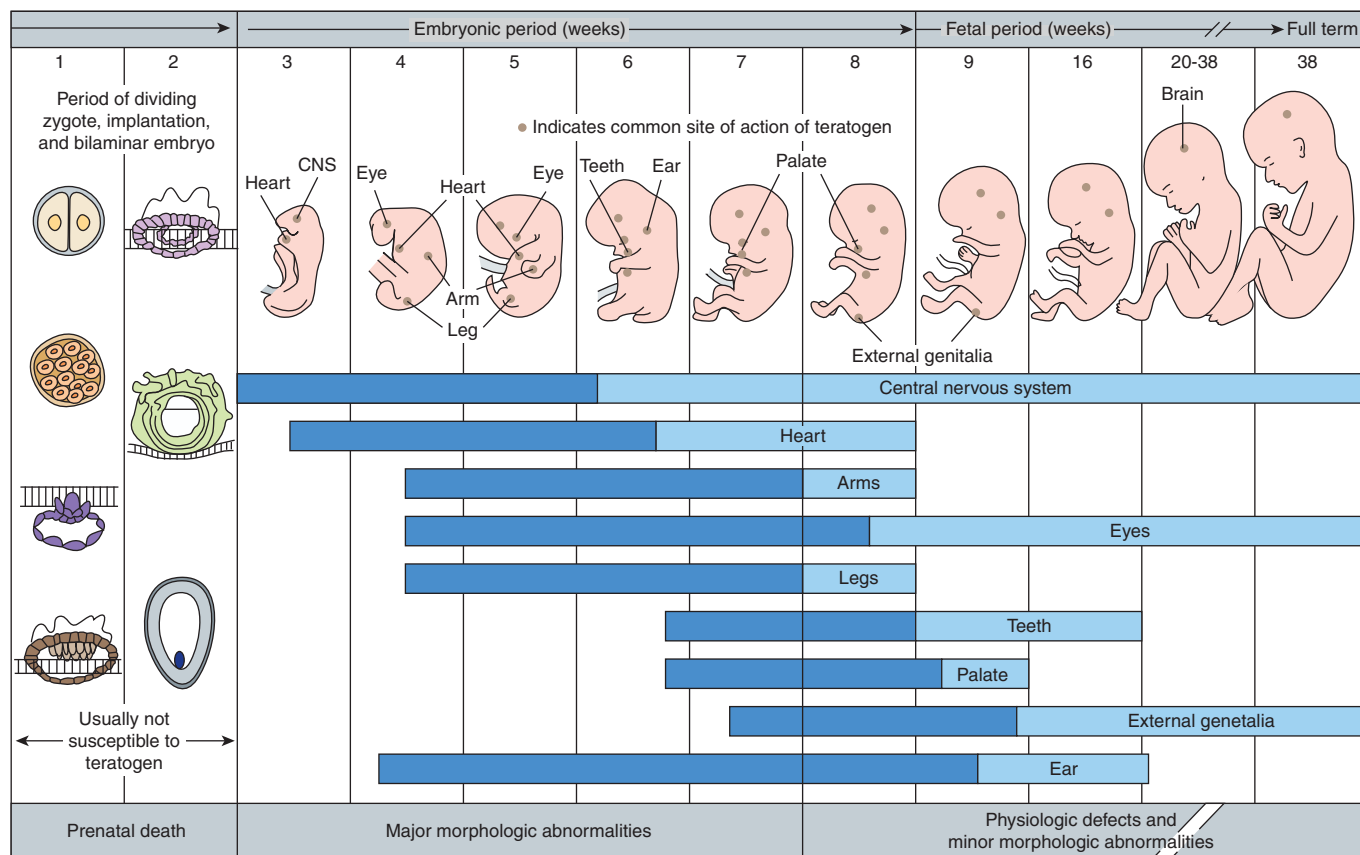 Embryonic period (weeks)
Fetal period (weeks)
Full term
1
2
3
4
5
6
7
8
9
16
20-38
38
Period of dividing
zygote, implantation,
and bilaminar embryo
Indicates common site of action of teratogen
Brain
Heart
CNS
Eye
Heart
Eye
Teeth
Ear
Palate
Arm
Leg
External genitalia
Central nervous system
Heart
Arms
Eyes
Legs
Teeth
Palate
External genetalia
Ear
Usually not
susceptible to
teratogen
Prenatal death
Major morphologic abnormalities
Physiologic defects and
minor morphologic abnormalities